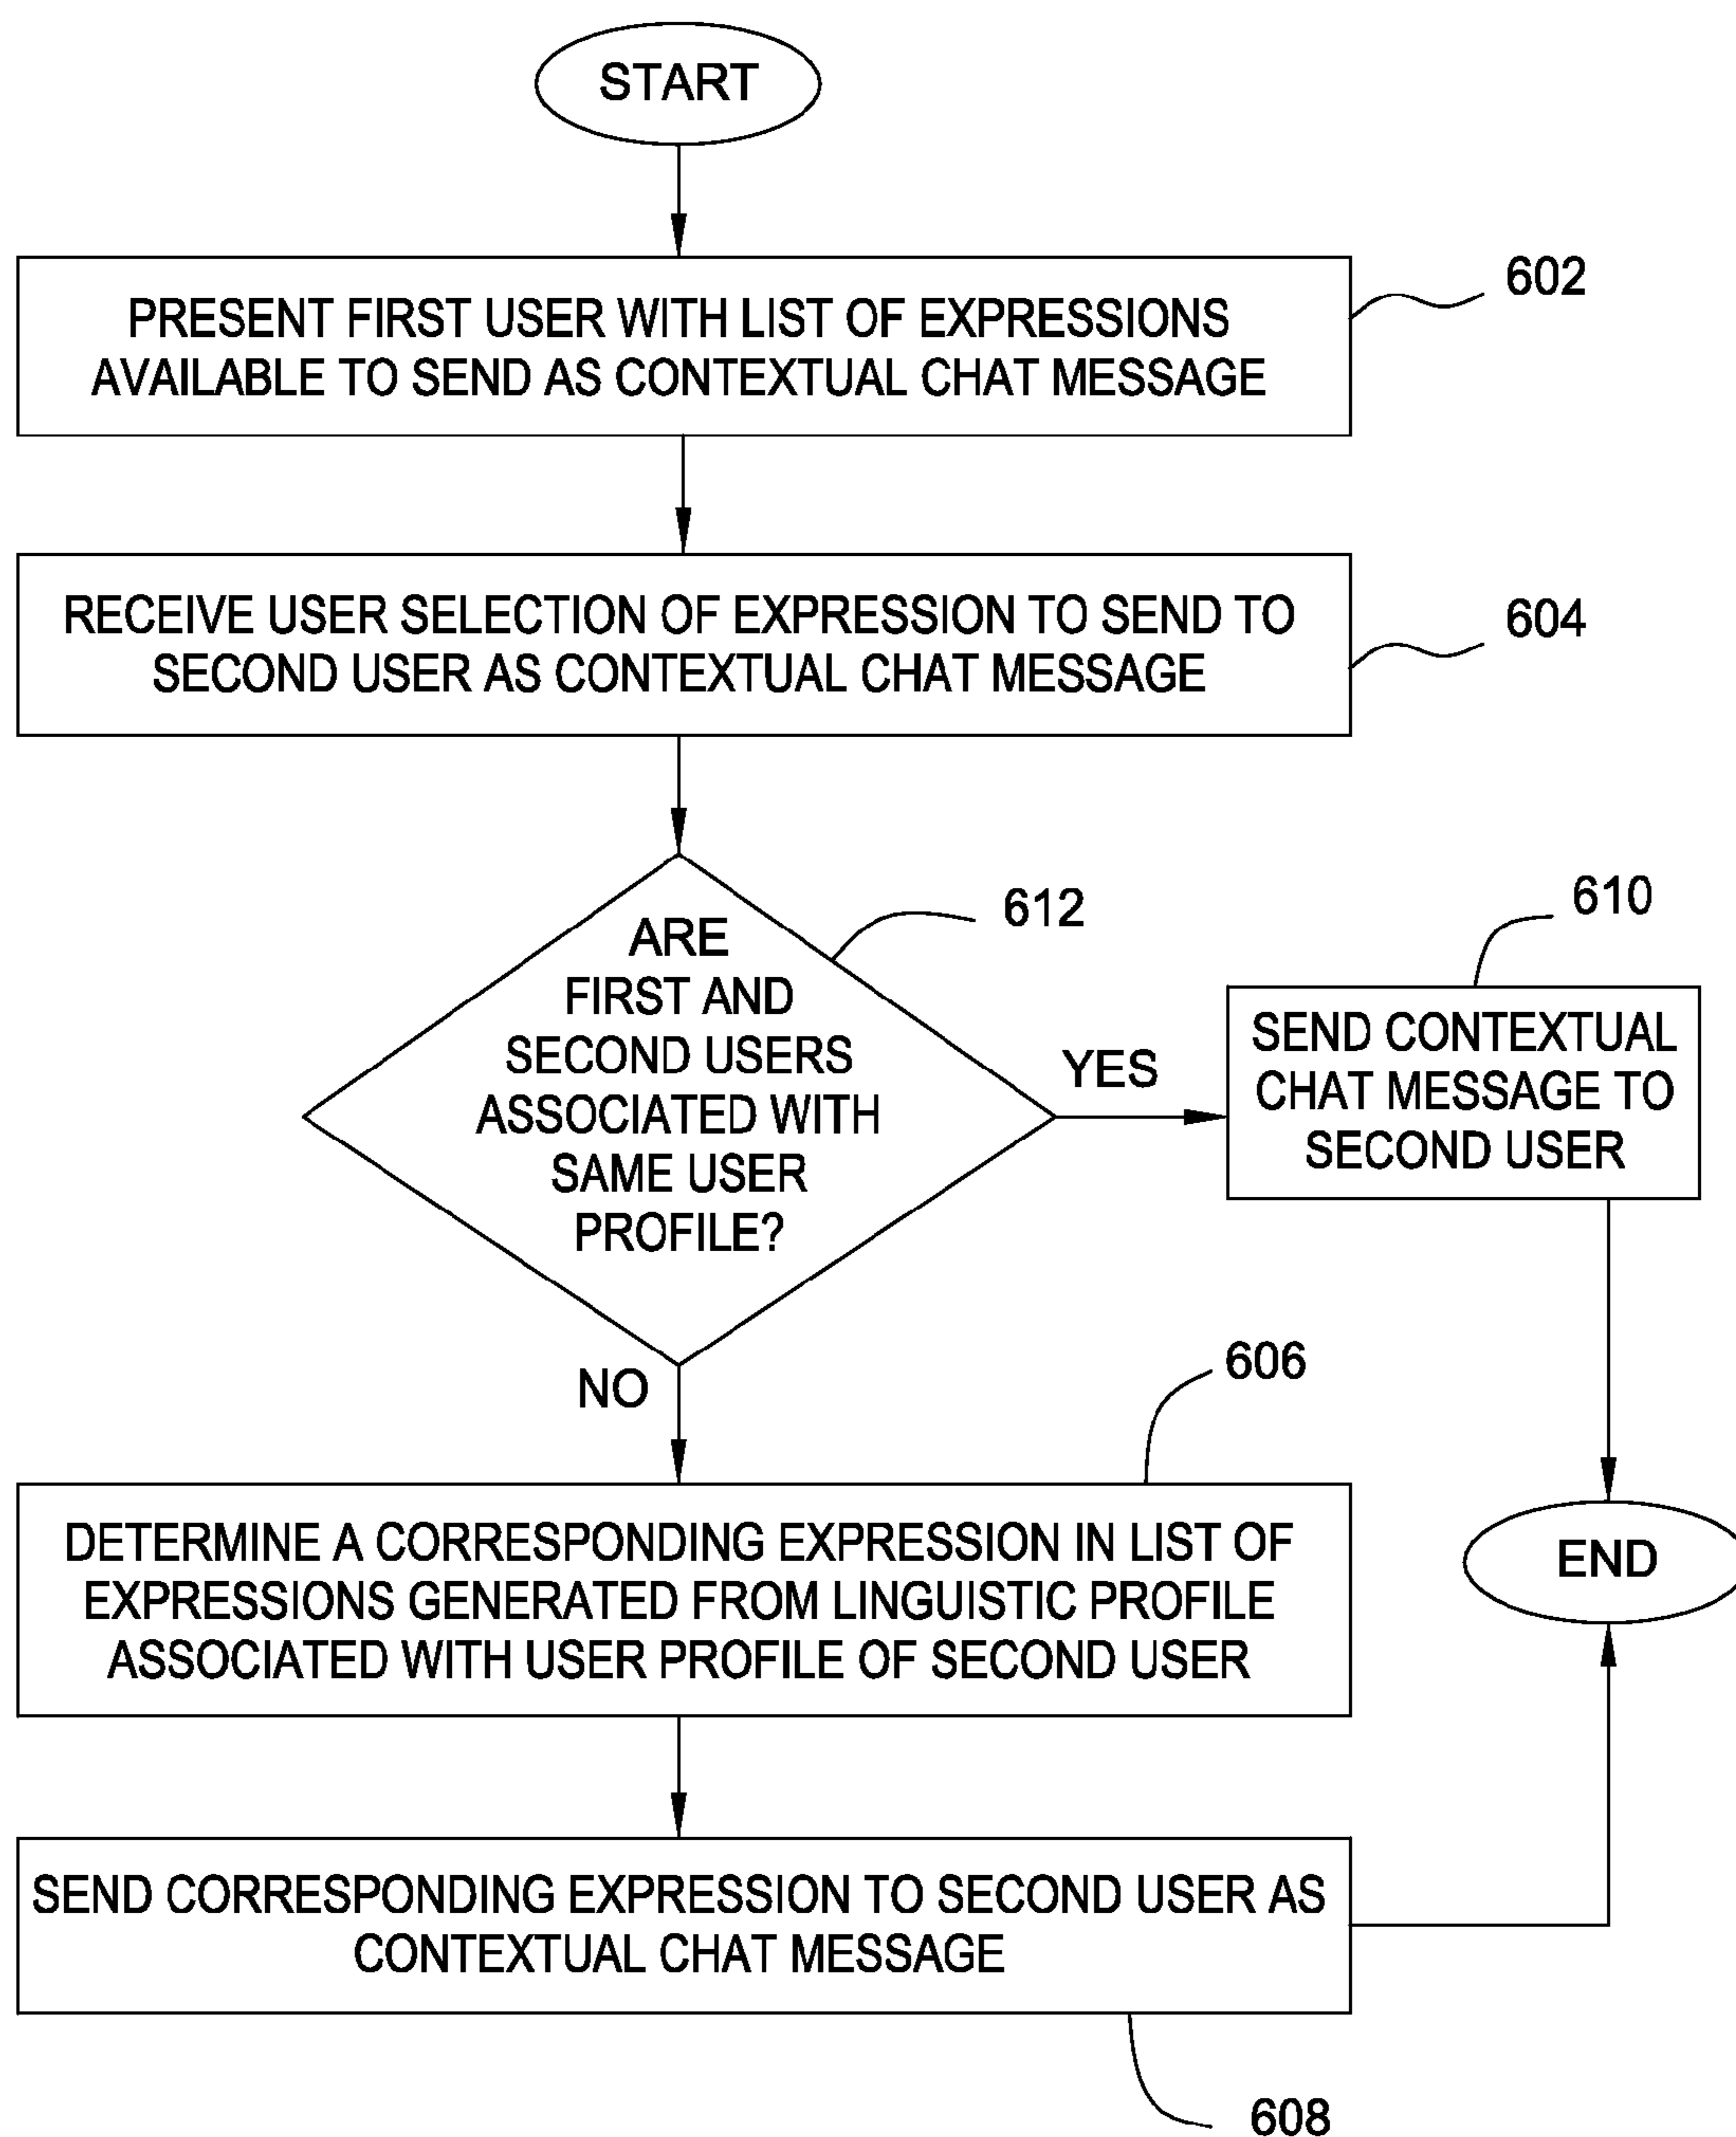 START
PRESENT FIRST USER WITH LIST OF EXPRESSIONS
AVAILABLE TO SEND AS CONTEXTUAL CHAT MESSAGE
602
RECEIVE USER SELECTION OF EXPRESSION TO SEND TO
SECOND USER AS CONTEXTUAL CHAT MESSAGE
604
ARE
FIRST AND
SECOND USERS
ASSOCIATED WITH
SAME USER
PROFILE?
612
YES
610
SEND CONTEXTUAL
CHAT MESSAGE TO
SECOND USER
NO
606
DETERMINE A CORRESPONDING EXPRESSION IN LIST OF
EXPRESSIONS GENERATED FROM LINGUISTIC PROFILE
ASSOCIATED WITH USER PROFILE OF SECOND USER
END
SEND CORRESPONDING EXPRESSION TO SECOND USER AS
CONTEXTUAL CHAT MESSAGE
608